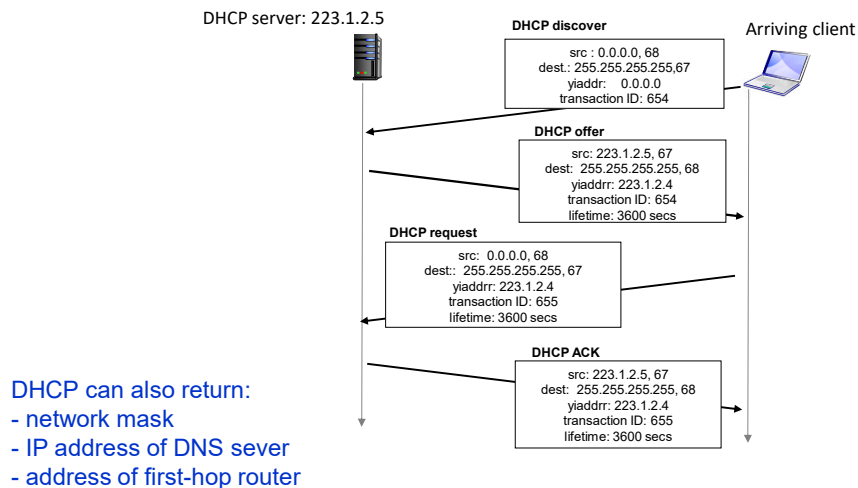 DHCP server: 223.1.2.5
Arriving client
DHCP discover
src : 0.0.0.0, 68
dest.: 255.255.255.255,67
yiaddr: 0.0.0.0
transaction ID: 654
DHCP offer
src: 223.1.2.5, 67
dest: 255.255.255.255, 68
yiaddrr: 223.1.2.4
transaction ID: 654
lifetime: 3600 secs
DHCP request
src: 0.0.0.0, 68
dest:: 255.255.255.255, 67
yiaddrr: 223.1.2.4
transaction ID: 655
lifetime: 3600 secs
DHCP ACK
src: 223.1.2.5, 67
dest: 255.255.255.255, 68
yiaddrr: 223.1.2.4
transaction ID: 655
lifetime: 3600 secs
DHCP can also return:
- network mask
- IP address of DNS sever
- address of first-hop router